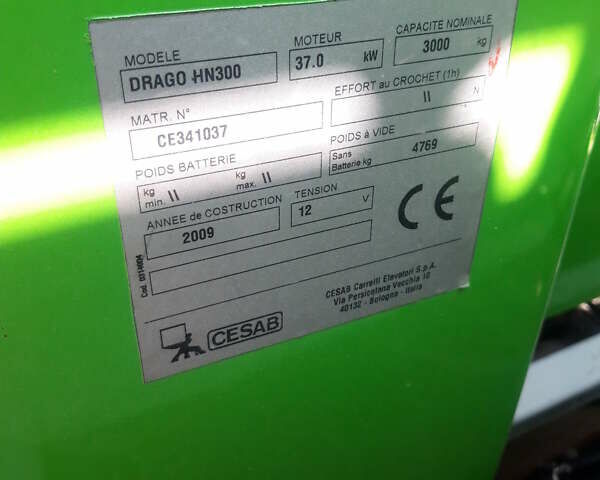 MODELE
DRAGO HN300
MOTEUR
37.0 kW
CAPACITE NOMINALE
3000 kg
MATR. N°
CE341037
EFFORT au CROCHET (1h)
\\ N
POIDS BATTERIE
kg min. \\ kg max. \\
POIDS à VIDE
Sans Batterie kg 4769
ANNEE de COSTRUCTION
2009
TENSION
12 V
CE
CESAB Carrelli Elevatori S.p.A.
Via Persicetana Vecchia 10
40132 - Bologna - Italia
CESAB